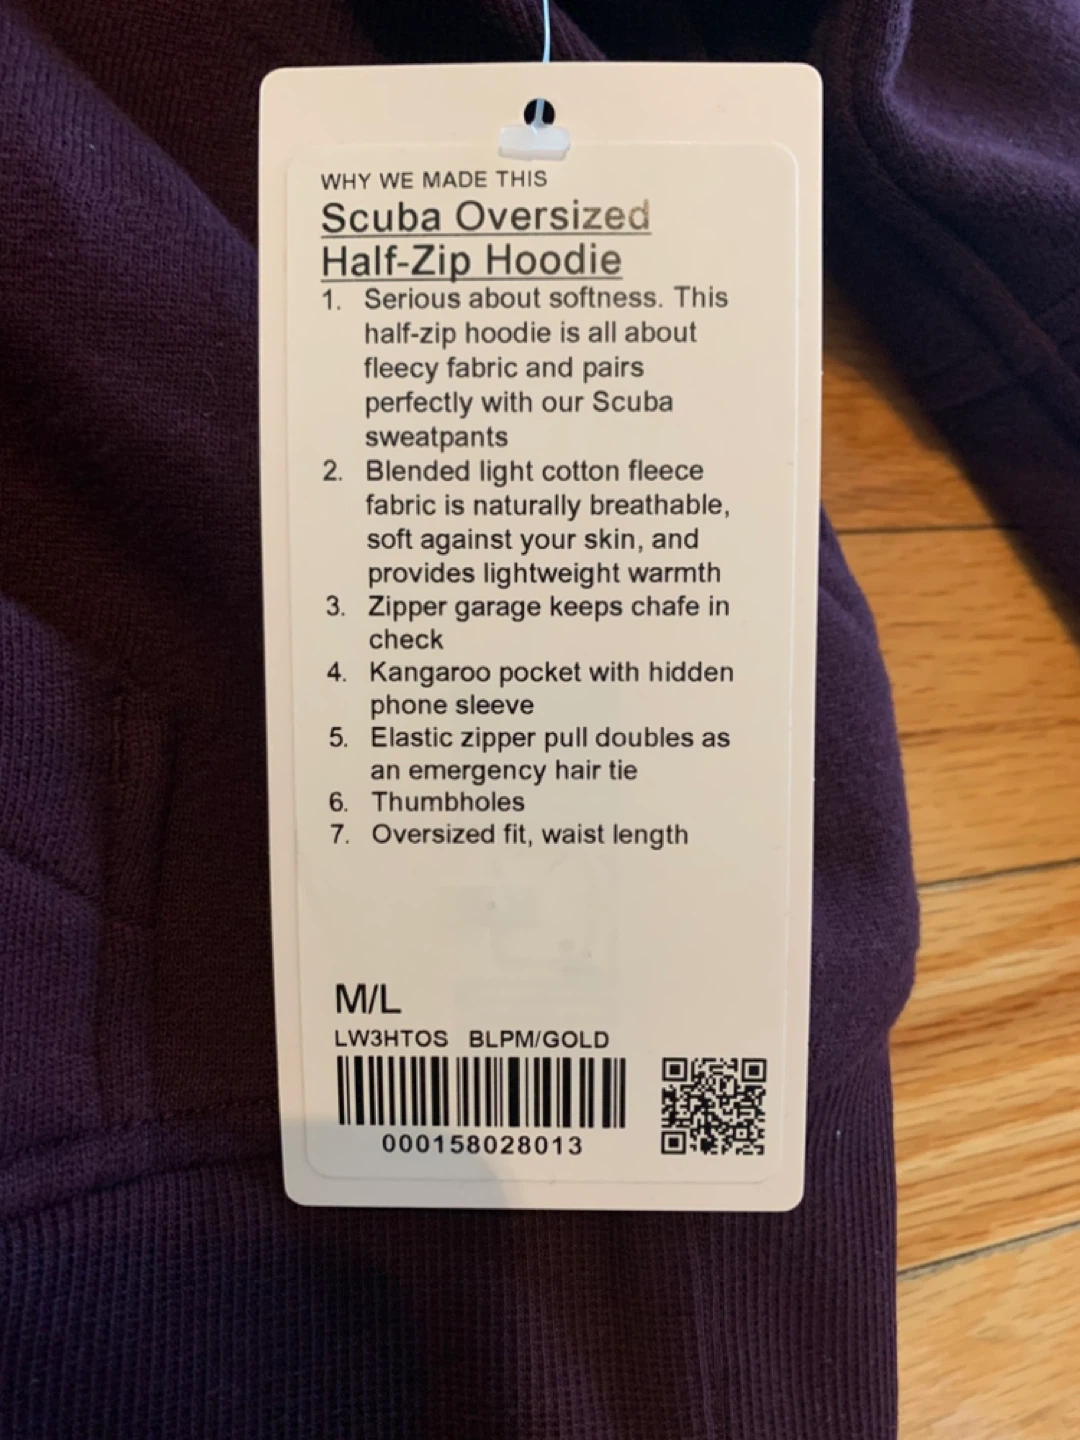 WHY WE MADE THIS
Scuba Oversized
Half-Zip Hoodie
1. Serious about softness. This
half-zip hoodie is all about
fleecy fabric and pairs
perfectly with our Scuba
sweatpants
2. Blended light cotton fleece
fabric is naturally breathable,
soft against your skin, and
provides lightweight warmth
3. Zipper garage keeps chafe in
check
4. Kangaroo pocket with hidden
phone sleeve
5. Elastic zipper pull doubles as
an emergency hair tie
6. Thumbholes
7. Oversized fit, waist length
M/L
LW3HTOS BLPM/GOLD
000158028013